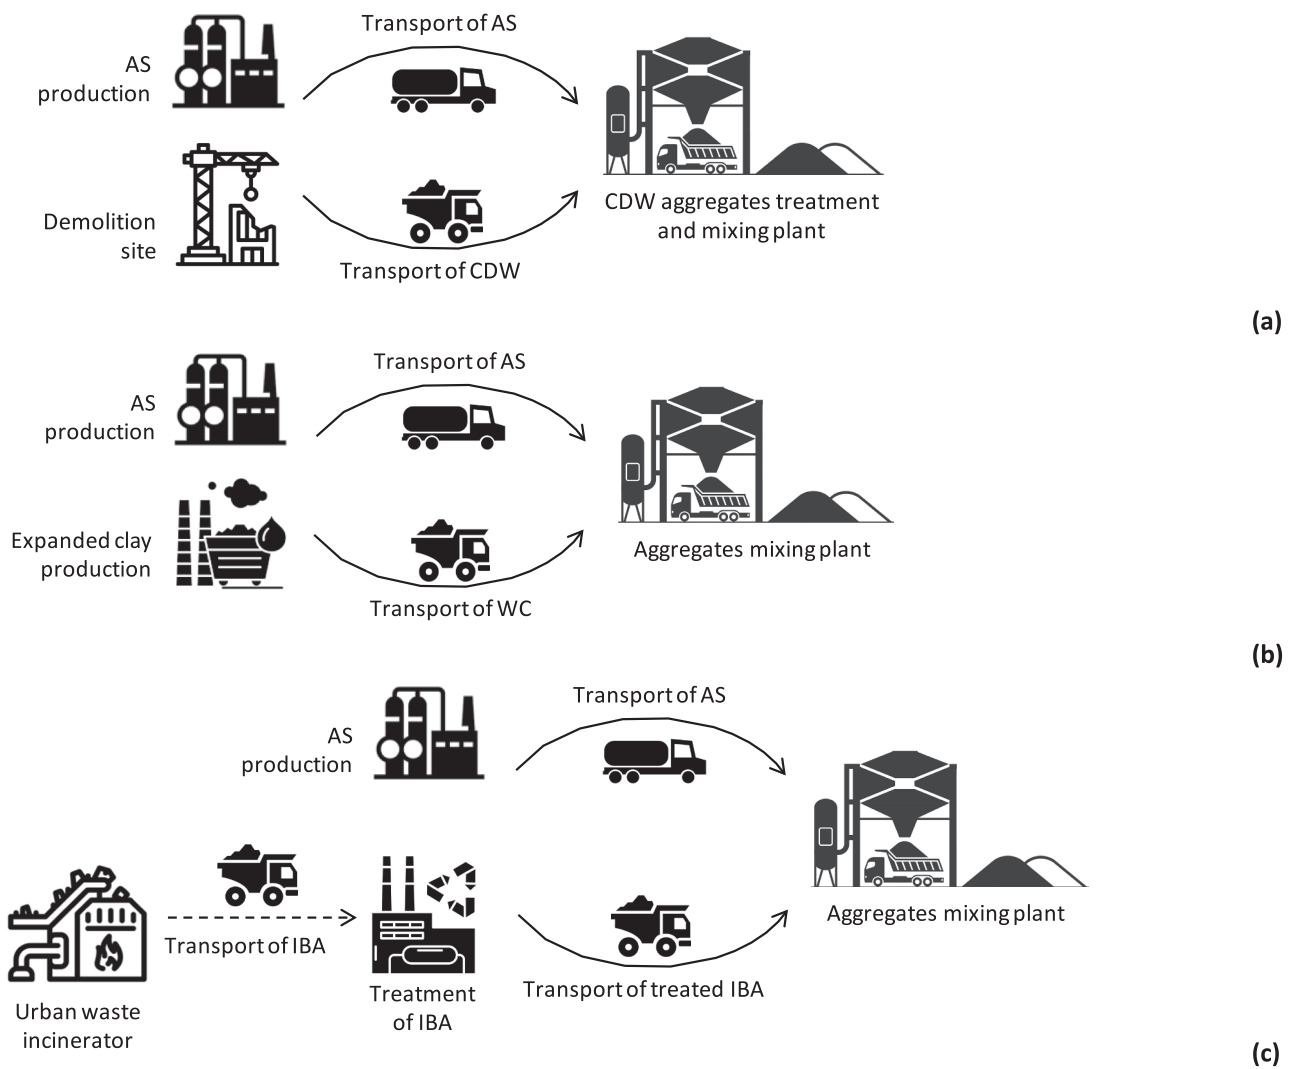 Transport of AS
AS
production
Demolition
site
Transport of CDW
CDW aggregates treatment
and mixing plant
(a)
Transport of AS
AS
production
Expanded clay
production
Transport of WC
Aggregates mixing plant
(b)
Transport of AS
AS
production
Transport of IBA
Urban waste
incinerator
Treatment
of IBA
Transport of treated IBA
Aggregates mixing plant
(c)